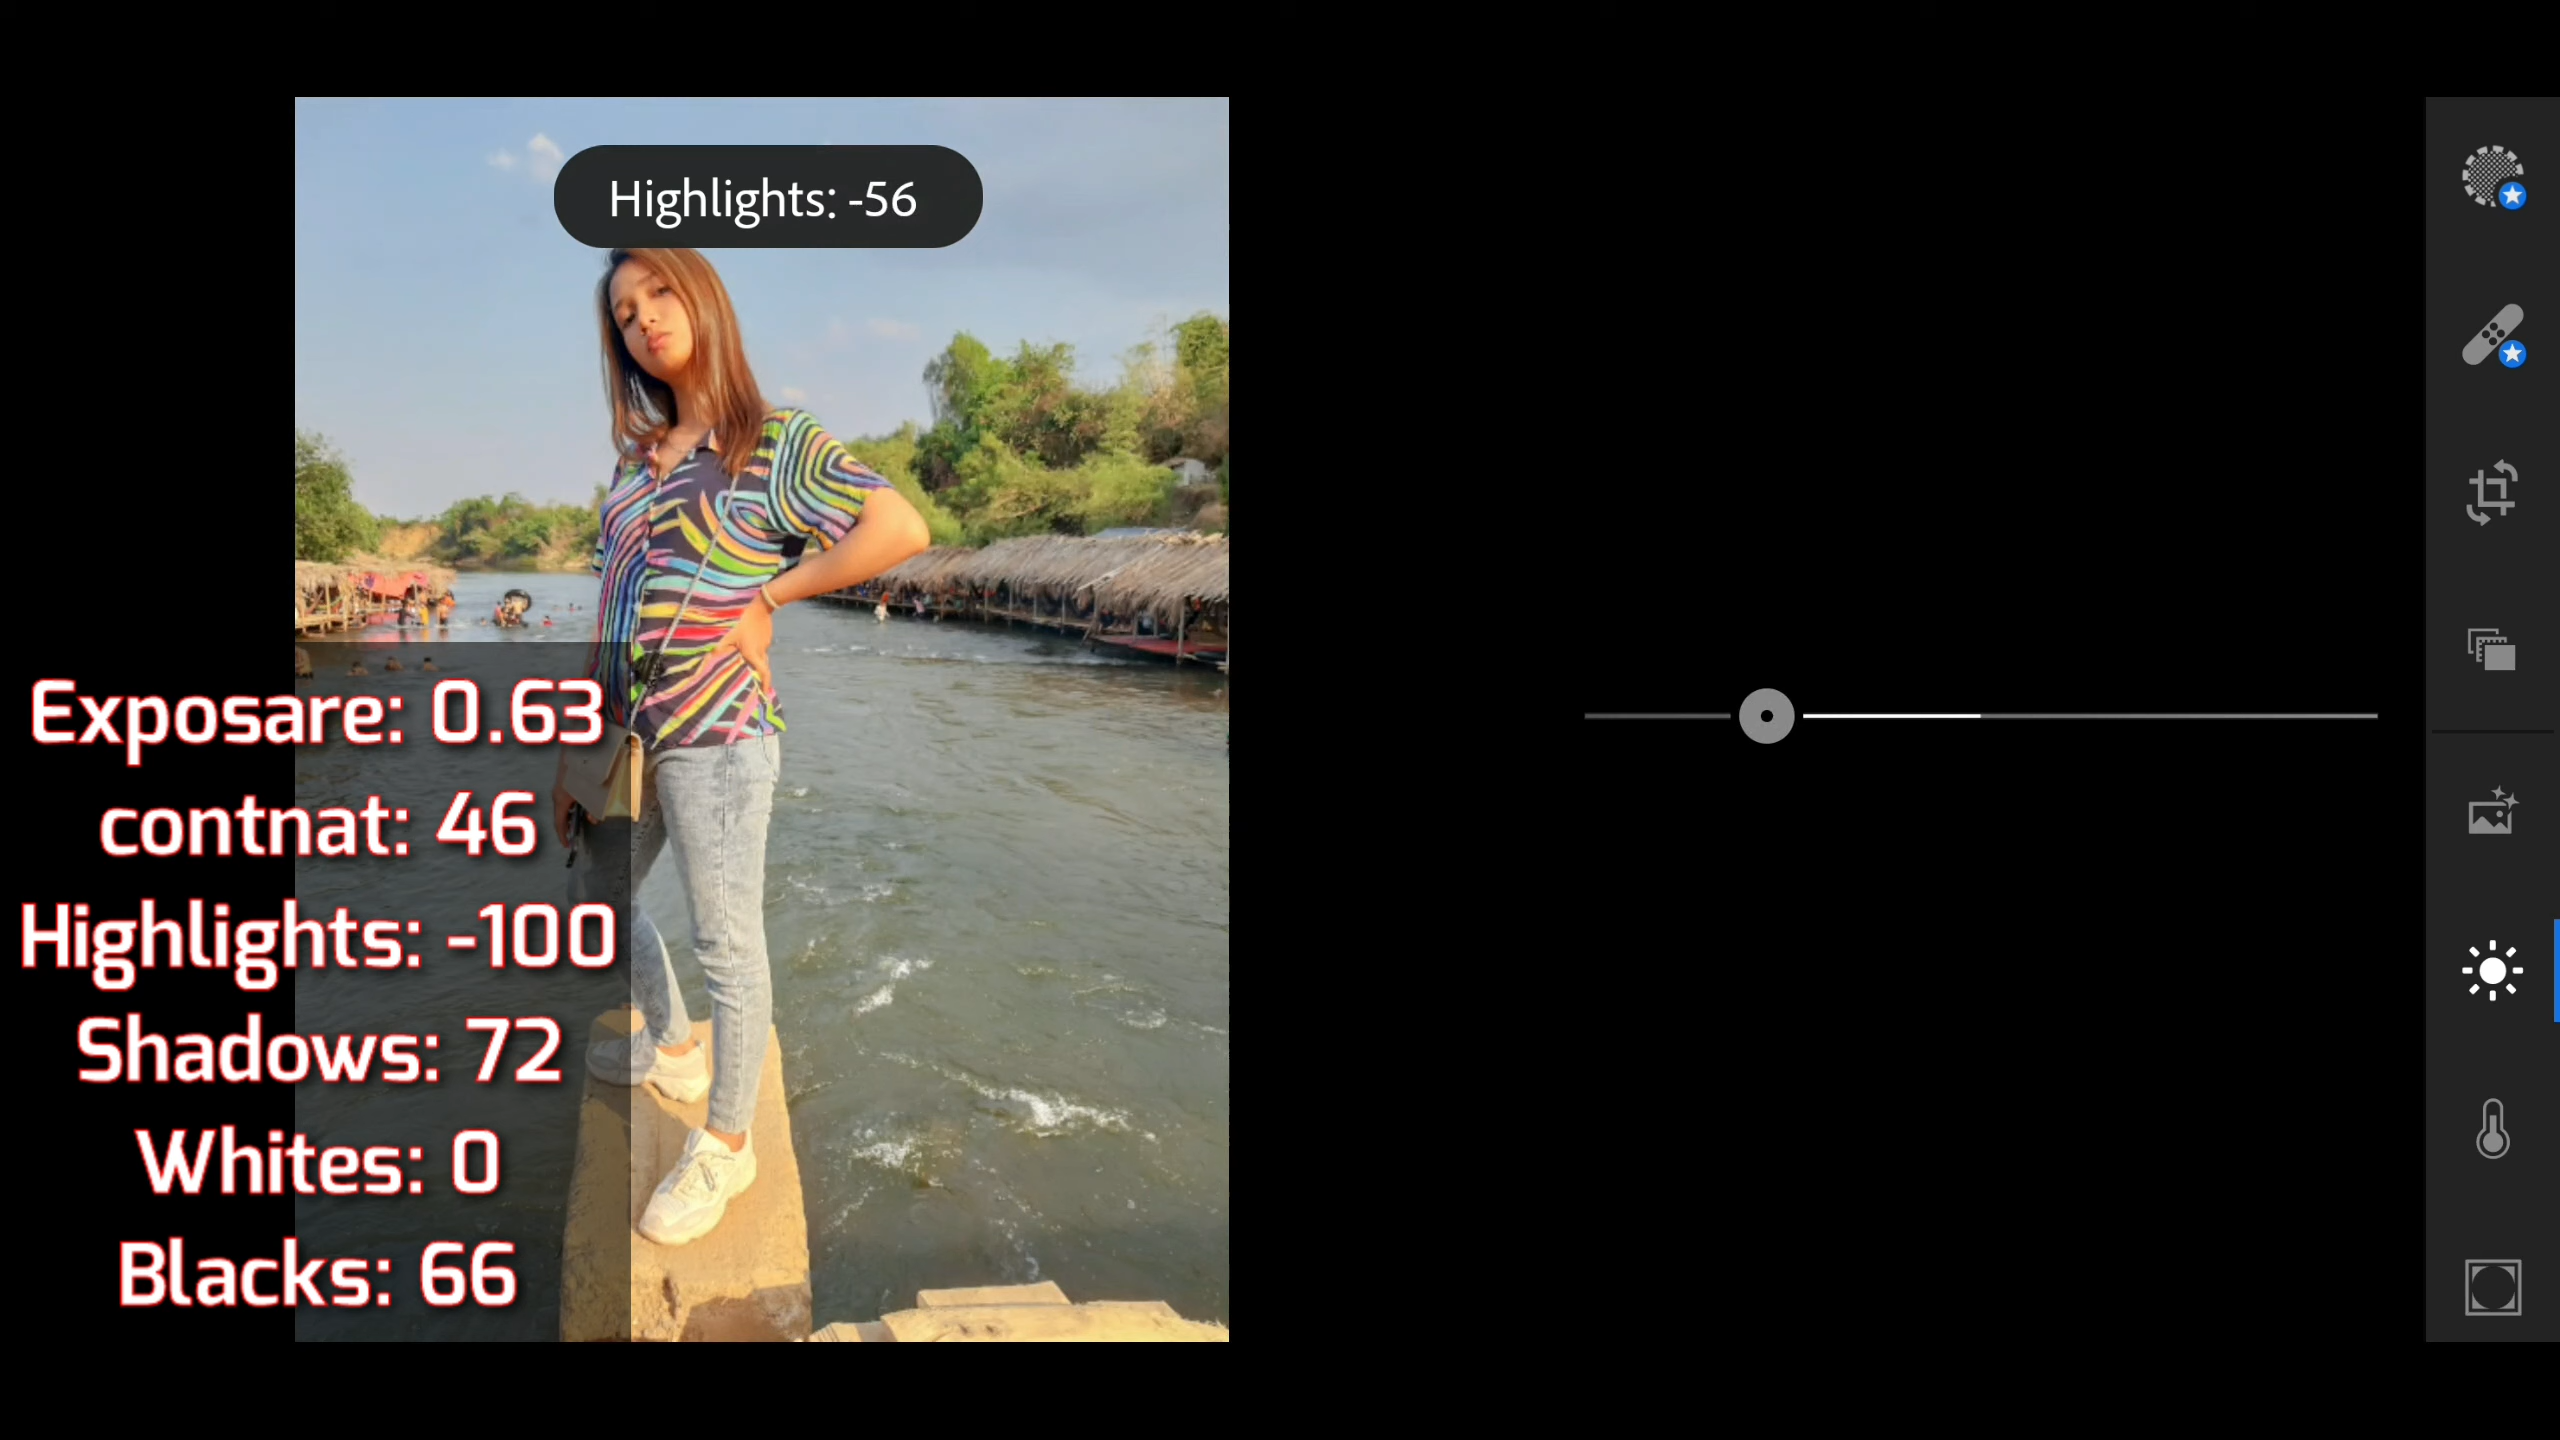 Highlights: -56
Exposare: 0.63
contnat: 46
Highlights: -100
Shadows: 72
Whites: 0
Blacks: 66